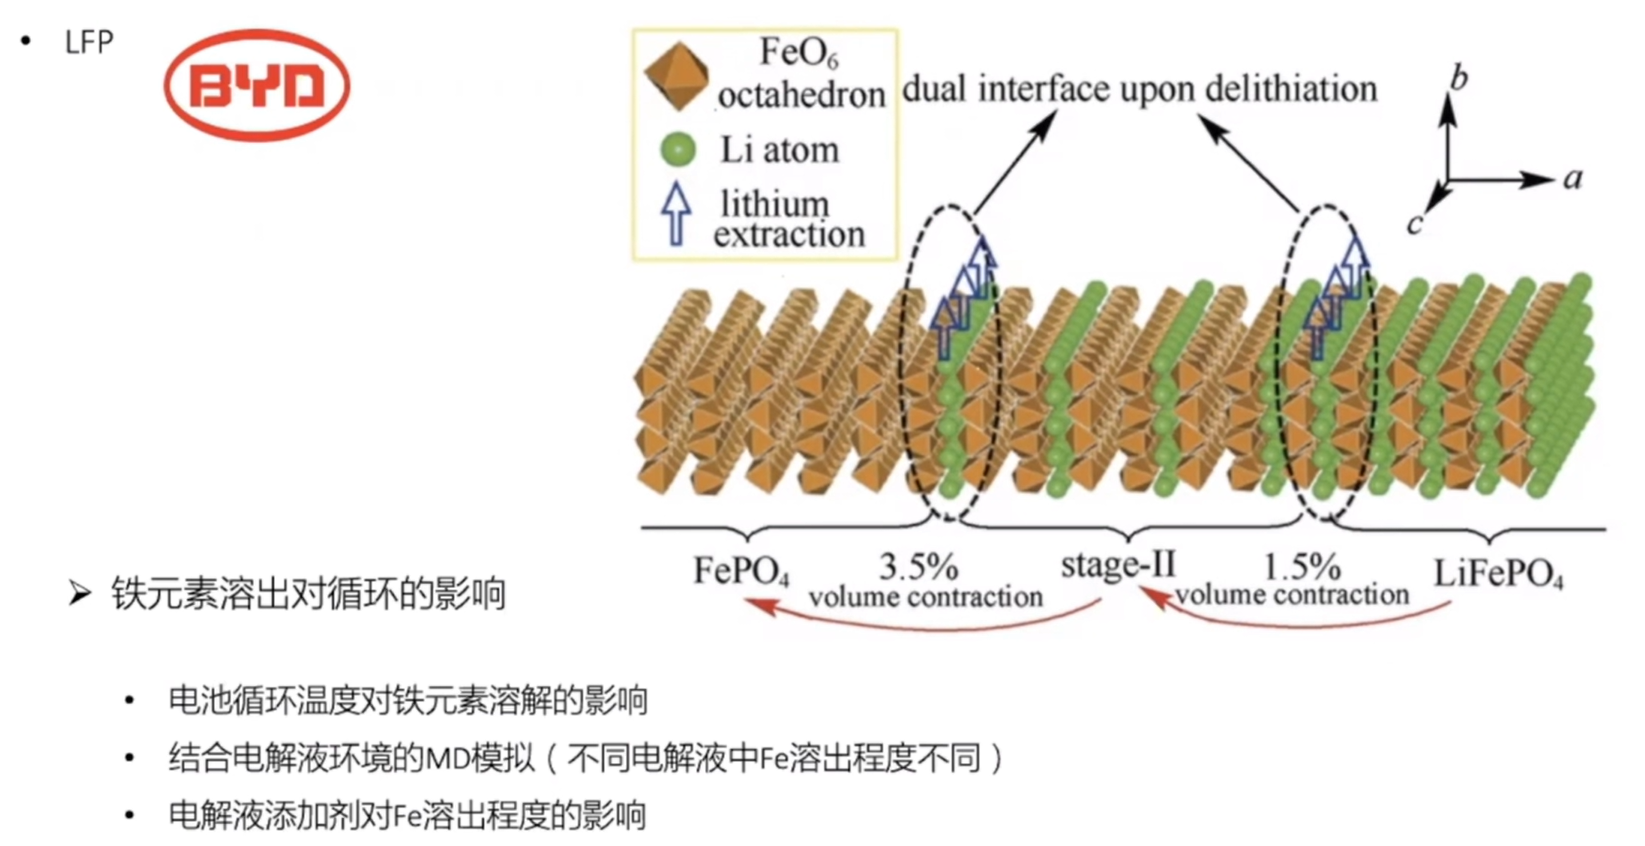 • LFP
BYD
FeO₆
octahedron
Li atom
lithium
extraction
dual interface upon delithiation
b
a
c
FePO₄
3.5%
volume contraction
stage-II
1.5%
volume contraction
LiFePO₄
➢ 铁元素溶出对循环的影响
• 电池循环温度对铁元素溶解的影响
• 结合电解液环境的MD模拟（不同电解液中Fe溶出程度不同）
• 电解液添加剂对Fe溶出程度的影响